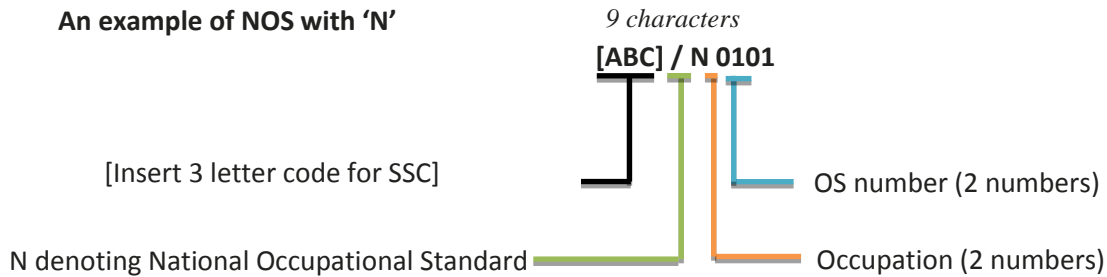 An example of NOS with ‘N’
9 characters
[ABC] / N 0101
[Insert 3 letter code for SSC]
OS number (2 numbers)
N denoting National Occupational Standard
Occupation (2 numbers)